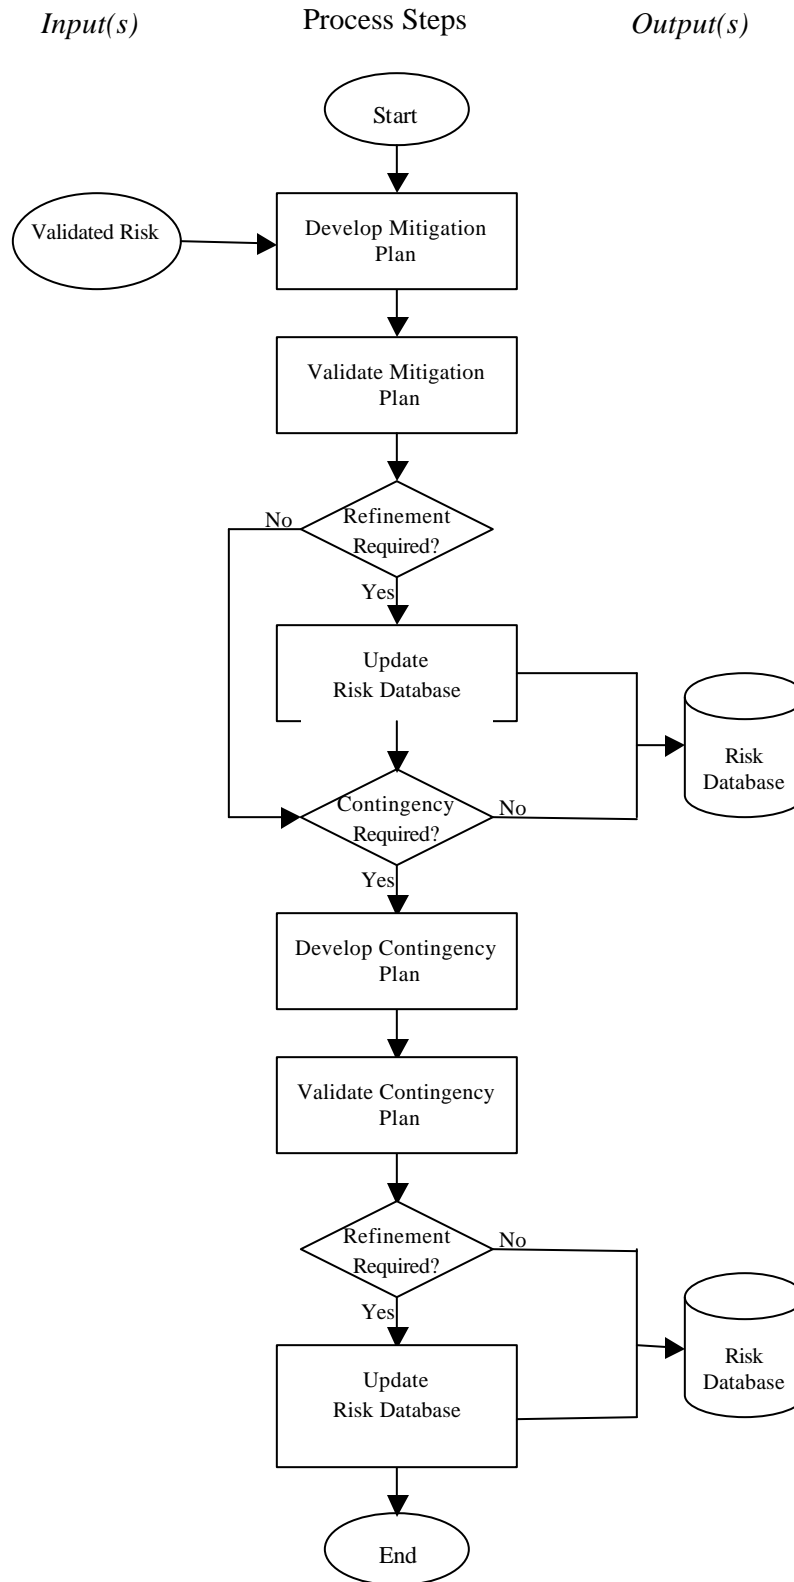 Input(s)
Process Steps
Output(s)
Start
Validated Risk
Develop Mitigation
Plan
Validate Mitigation
Plan
No
Refinement
Required?
Yes
Update
Risk Database
Risk
Database
Contingency
Required?
No
Yes
Develop Contingency
Plan
Validate Contingency
Plan
Refinement
Required?
No
Yes
Update
Risk Database
Risk
Database
End